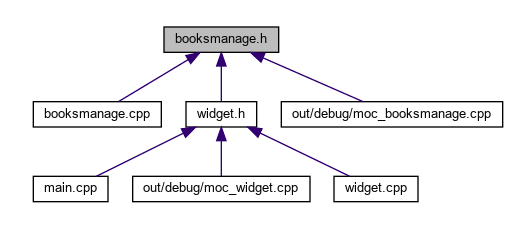 booksmanage.h
booksmanage.cpp
widget.h
out/debug/moc_booksmanage.cpp
main.cpp
out/debug/moc_widget.cpp
widget.cpp